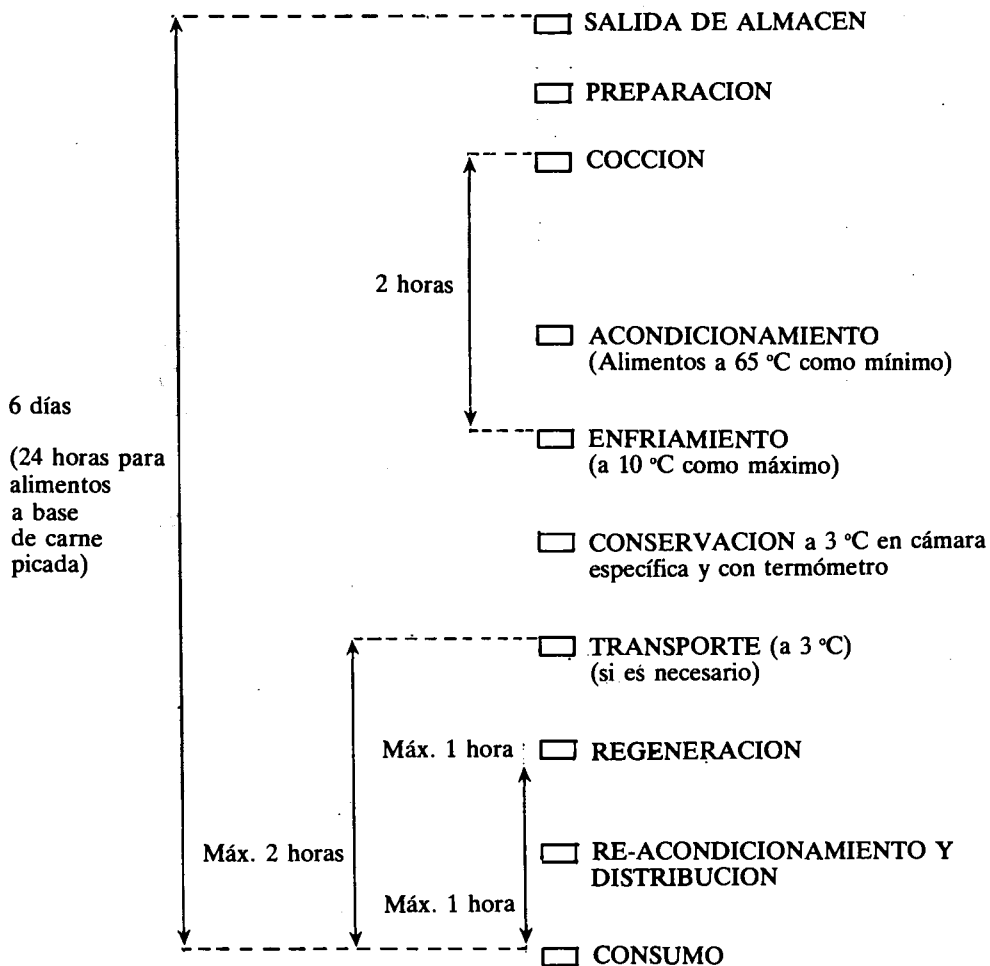 SALIDA DE ALMACEN
PREPARACION
COCCION
2 horas
ACONDICIONAMIENTO
(Alimentos a 65 °C como mínimo)
6 días
(24 horas para
alimentos
a base
de carne
picada)
ENFRIAMIENTO
(a 10 °C como máximo)
CONSERVACION a 3 °C en cámara
específica y con termómetro
TRANSPORTE (a 3 °C)
(si es necesario)
Máx. 1 hora
REGENERACION
Máx. 2 horas
RE-ACONDICIONAMIENTO Y
DISTRIBUCION
Máx. 1 hora
CONSUMO